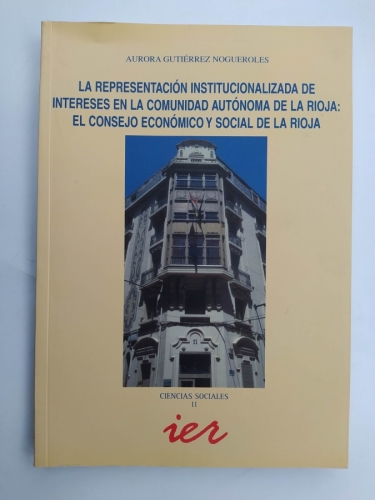 AURORA GUTIÉRREZ NOGUEROLES
LA REPRESENTACIÓN INSTITUCIONALIZADA DE
INTERESES EN LA COMUNIDAD AUTÓNOMA DE LA RIOJA:
EL CONSEJO ECONÓMICO Y SOCIAL DE LA RIOJA
11
CIENCIAS SOCIALES
11
ier